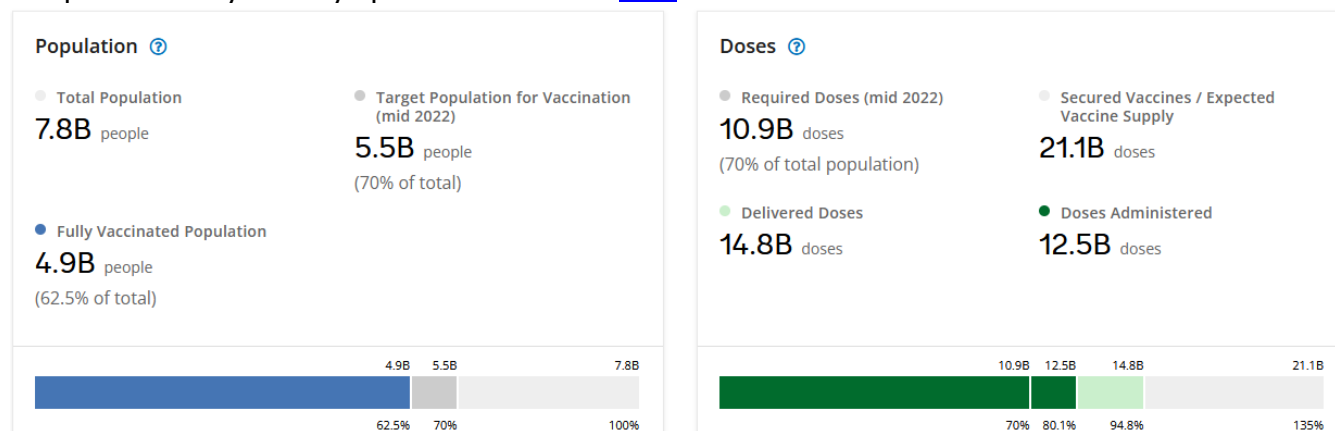 Population ?
Total Population
7.8B people
Target Population for Vaccination
(mid 2022)
5.5B people
(70% of total)
Fully Vaccinated Population
4.9B people
(62.5% of total)
4.9B 5.5B 7.8B
62.5% 70% 100%
Doses ?
Required Doses (mid 2022)
10.9B doses
(70% of total population)
Secured Vaccines / Expected
Vaccine Supply
21.1B doses
Delivered Doses
14.8B doses
Doses Administered
12.5B doses
10.9B 12.5B 14.8B 21.1B
70% 80.1% 94.8% 135%